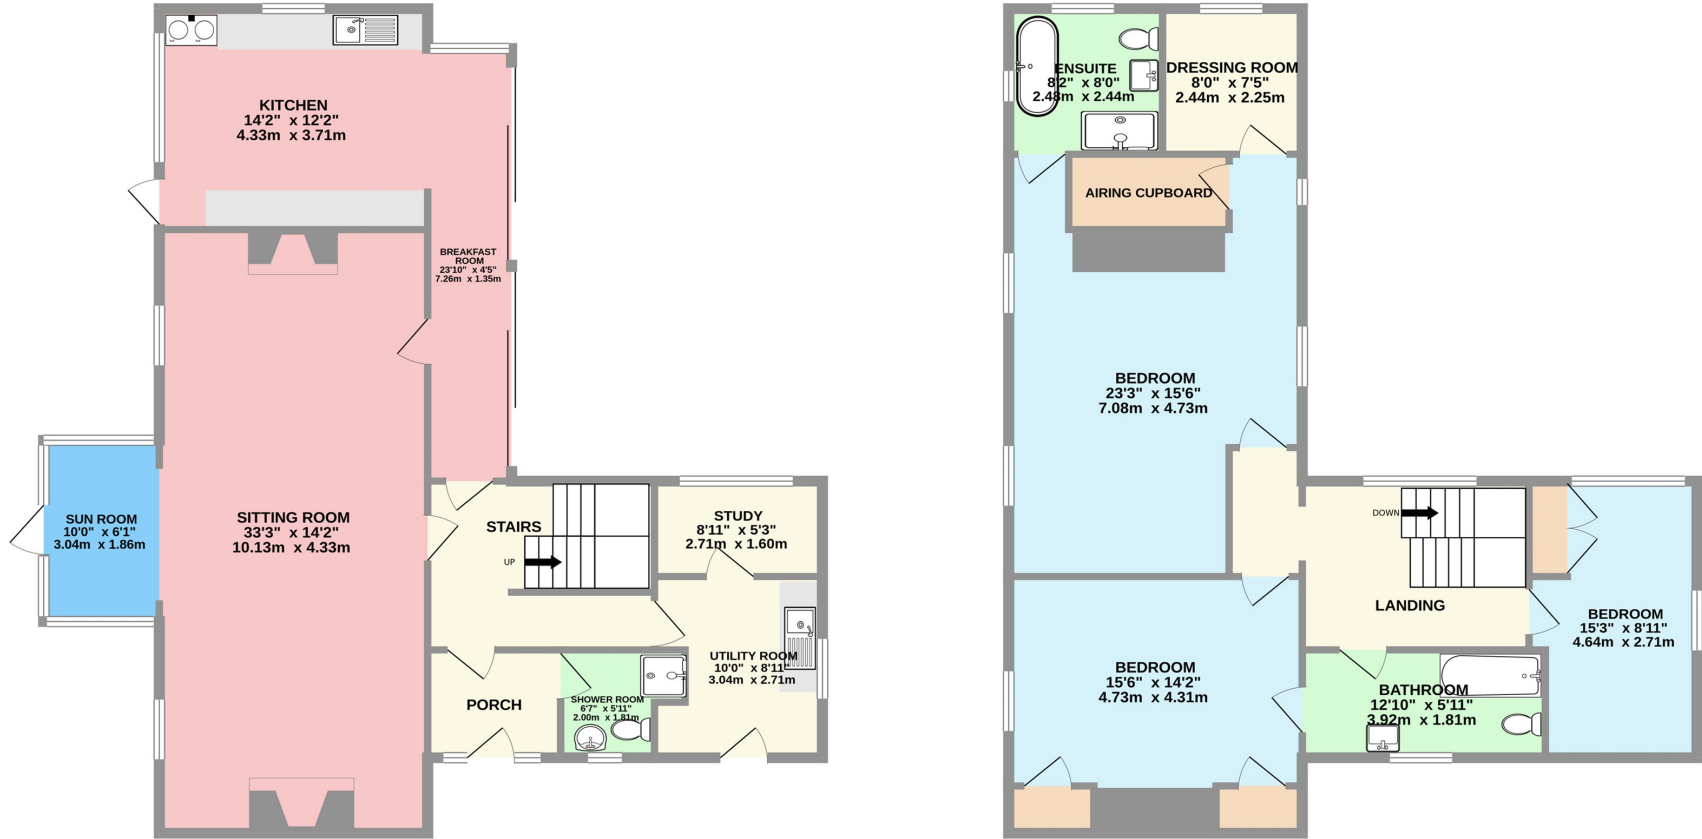 KITCHEN
14'2" x 12'2"
4.33m x 3.71m
BREAKFAST
ROOM
23'10" x 4'5"
7.26m x 1.35m
SUN ROOM
10'0" x 6'1"
3.04m x 1.86m
SITTING ROOM
33'3" x 14'2"
10.13m x 4.33m
STAIRS
UP
STUDY
8'11" x 5'3"
2.71m x 1.60m
UTILITY ROOM
10'0" x 8'11"
3.04m x 2.71m
PORCH
SHOWER ROOM
6'7" x 5'11"
2.00m x 1.81m
ENSUITE
8'2" x 8'0"
2.48m x 2.44m
DRESSING ROOM
8'0" x 7'5"
2.44m x 2.25m
AIRING CUPBOARD
BEDROOM
23'3" x 15'6"
7.08m x 4.73m
DOWN
LANDING
BEDROOM
15'3" x 8'11"
4.64m x 2.71m
BEDROOM
15'6" x 14'2"
4.73m x 4.31m
BATHROOM
12'10" x 5'11"
3.92m x 1.81m